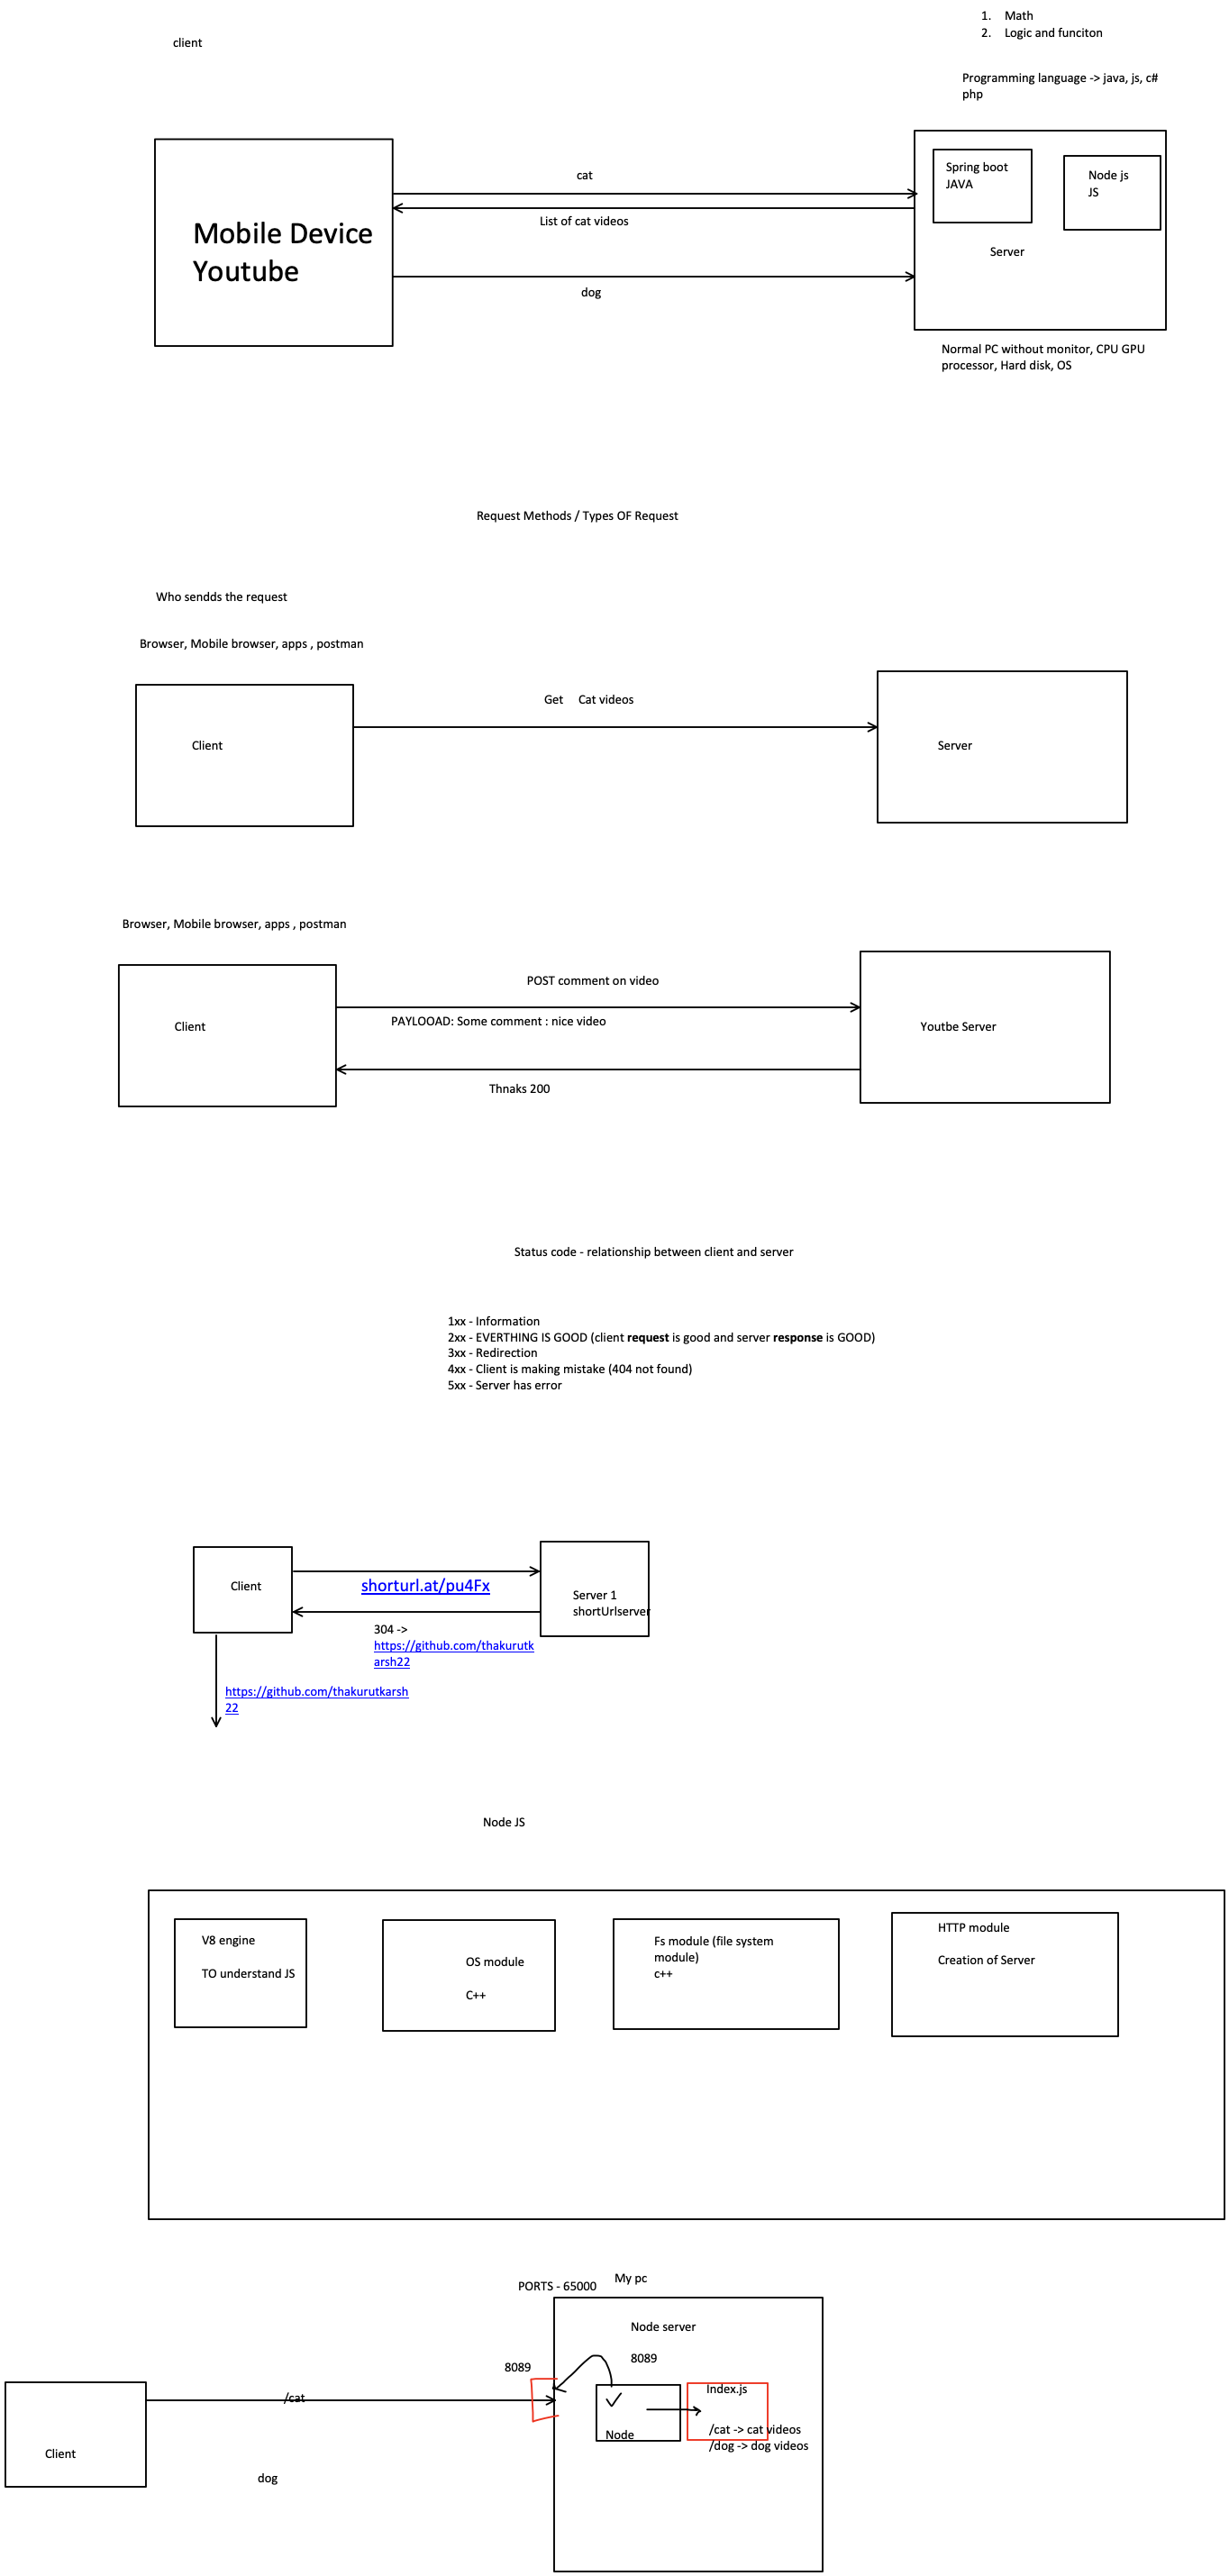 client
1. Math
2. Logic and funciton
Programming language -> java, js, c#
php
Mobile Device
Youtube
cat
List of cat videos
dog
Spring boot
JAVA
Node js
JS
Server
Normal PC without monitor, CPU GPU
processor, Hard disk, OS
Request Methods / Types OF Request
Who sendds the request
Browser, Mobile browser, apps , postman
Client
Get Cat videos
Server
Browser, Mobile browser, apps , postman
Client
POST comment on video
PAYLOOAD: Some comment : nice video
Thnaks 200
Youtbe Server
Status code - relationship between client and server
1xx - Information
2xx - EVERTHING IS GOOD (client request is good and server response is GOOD)
3xx - Redirection
4xx - Client is making mistake (404 not found)
5xx - Server has error
Client
shorturl.at/pu4Fx
Server 1
shortUrlserver
304 ->
https://github.com/thakurutk
arsh22
https://github.com/thakurutkarsh
22
Node JS
V8 engine
TO understand JS
OS module
C++
Fs module (file system
module)
c++
HTTP module
Creation of Server
My pc
PORTS - 65000
Node server
8089
8089
Client
/cat
dog
Node
Index.js
/cat -> cat videos
/dog -> dog videos